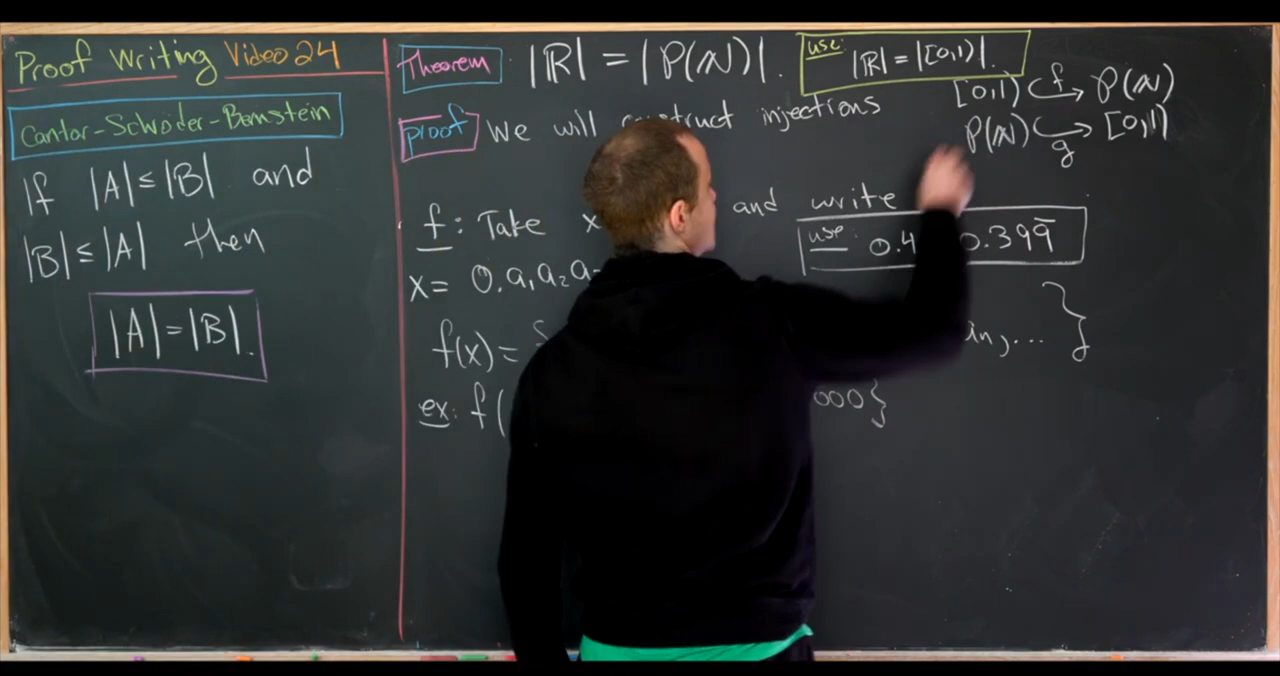 Proof Writing Video 24
Cantor-Schroder-Bernstein
If |A| ≤ |B| and
|B| ≤ |A| then
|A| = |B|.
Theorem |ℝ| = |P(ℕ)|.
use: |ℝ| = |[0,1)|.
proof We will construct injections
[0,1) f↪ P(ℕ)
P(ℕ) ↪g [0,1)
f: Take x and write
use: 0.4 0.399̅
x = 0.a₁a₂a
f(x) = { ,... }
ex: f( 000}